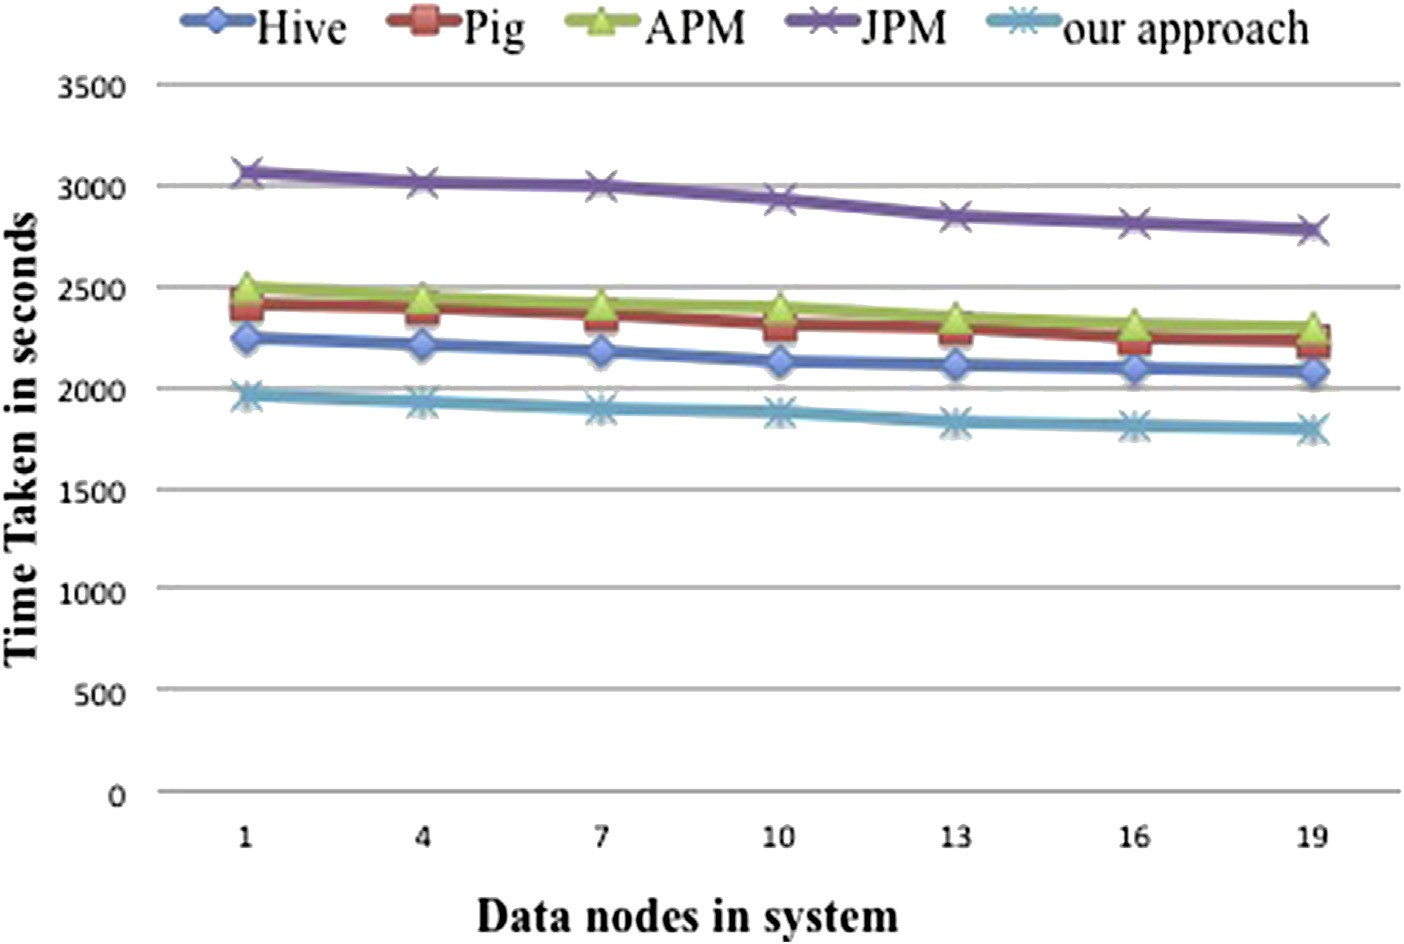 Hive Pig APM JPM our approach
3500
3000
2500
2000
1500
1000
500
0
Time Taken in seconds
1 4 7 10 13 16 19
Data nodes in system